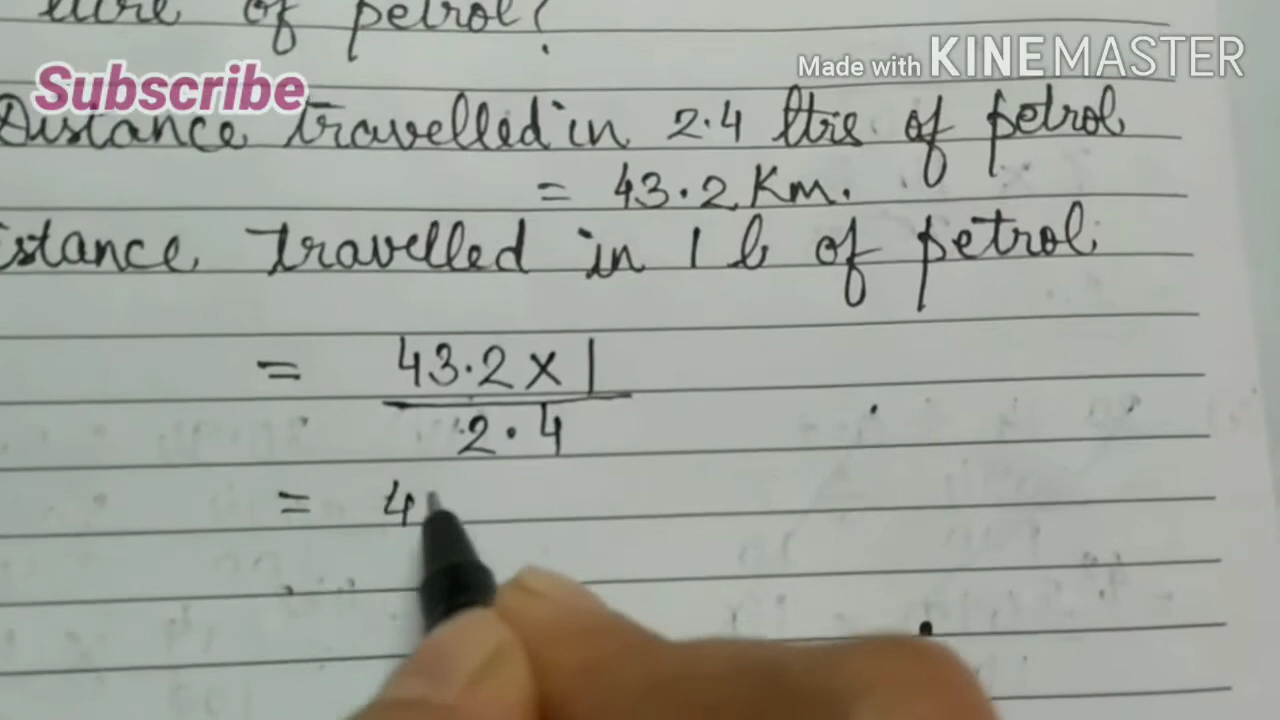 of petrol?
Made with KINEMASTER
Subscribe
Distance travelled in 2.4 ltrs of petrol
= 43.2 Km.
istance travelled in 1 l of petrol
= 43.2 x 1
2.4
= 4